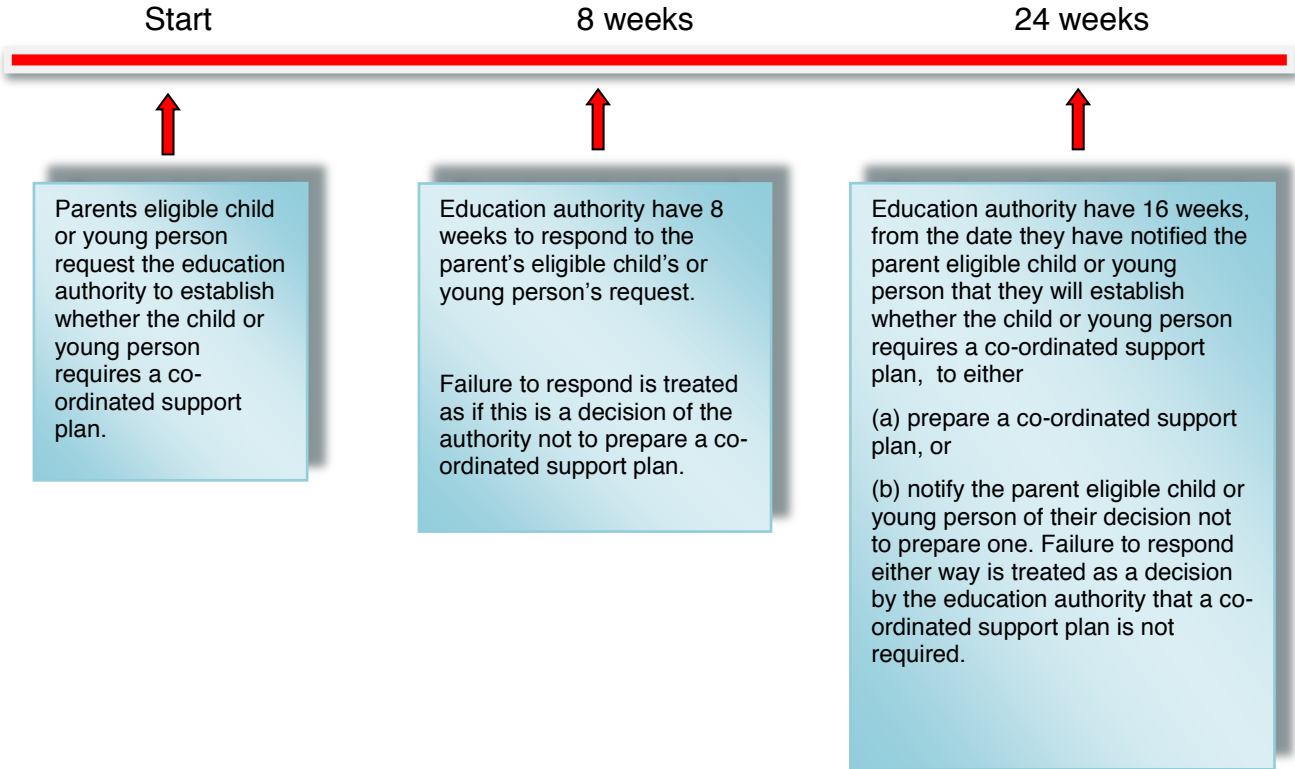 Start
8 weeks
24 weeks
Parents eligible child
or young person
request the education
authority to establish
whether the child or
young person
requires a co-
ordinated support
plan.
Education authority have 8
weeks to respond to the
parent's eligible child's or
young person's request.
Failure to respond is treated
as if this is a decision of the
authority not to prepare a co-
ordinated support plan.
Education authority have 16 weeks,
from the date they have notified the
parent eligible child or young
person that they will establish
whether the child or young person
requires a co-ordinated support
plan,  to either
(a) prepare a co-ordinated support
plan, or
(b) notify the parent eligible child or
young person of their decision not
to prepare one. Failure to respond
either way is treated as a decision
by the education authority that a co-
ordinated support plan is not
required.